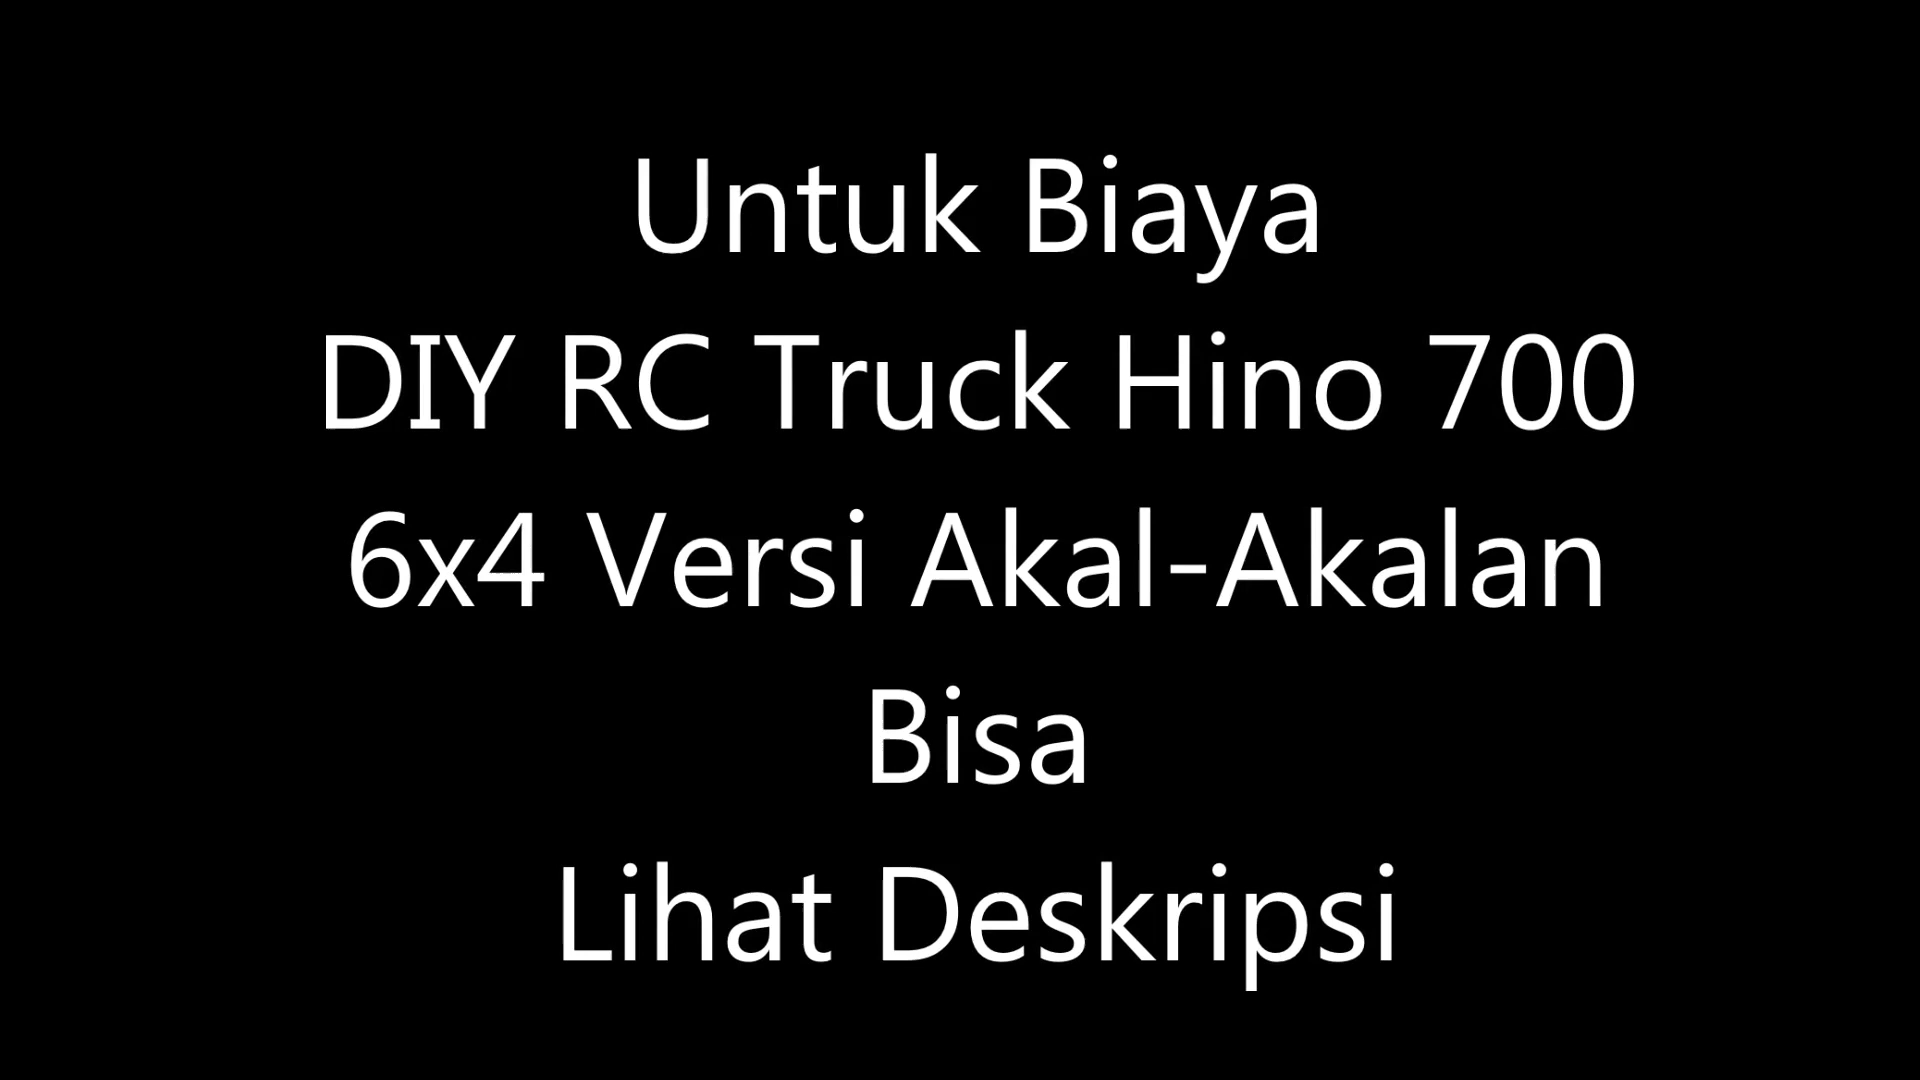 Untuk Biaya
DIY RC Truck Hino 700
6x4 Versi Akal-Akalan
Bisa
Lihat Deskripsi